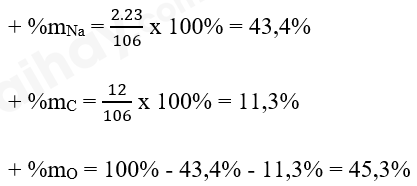 + %mNa = 2.23/106 x 100% = 43,4%
+ %mC = 12/106 x 100% = 11,3%
+ %mO = 100% - 43,4% - 11,3% = 45,3%